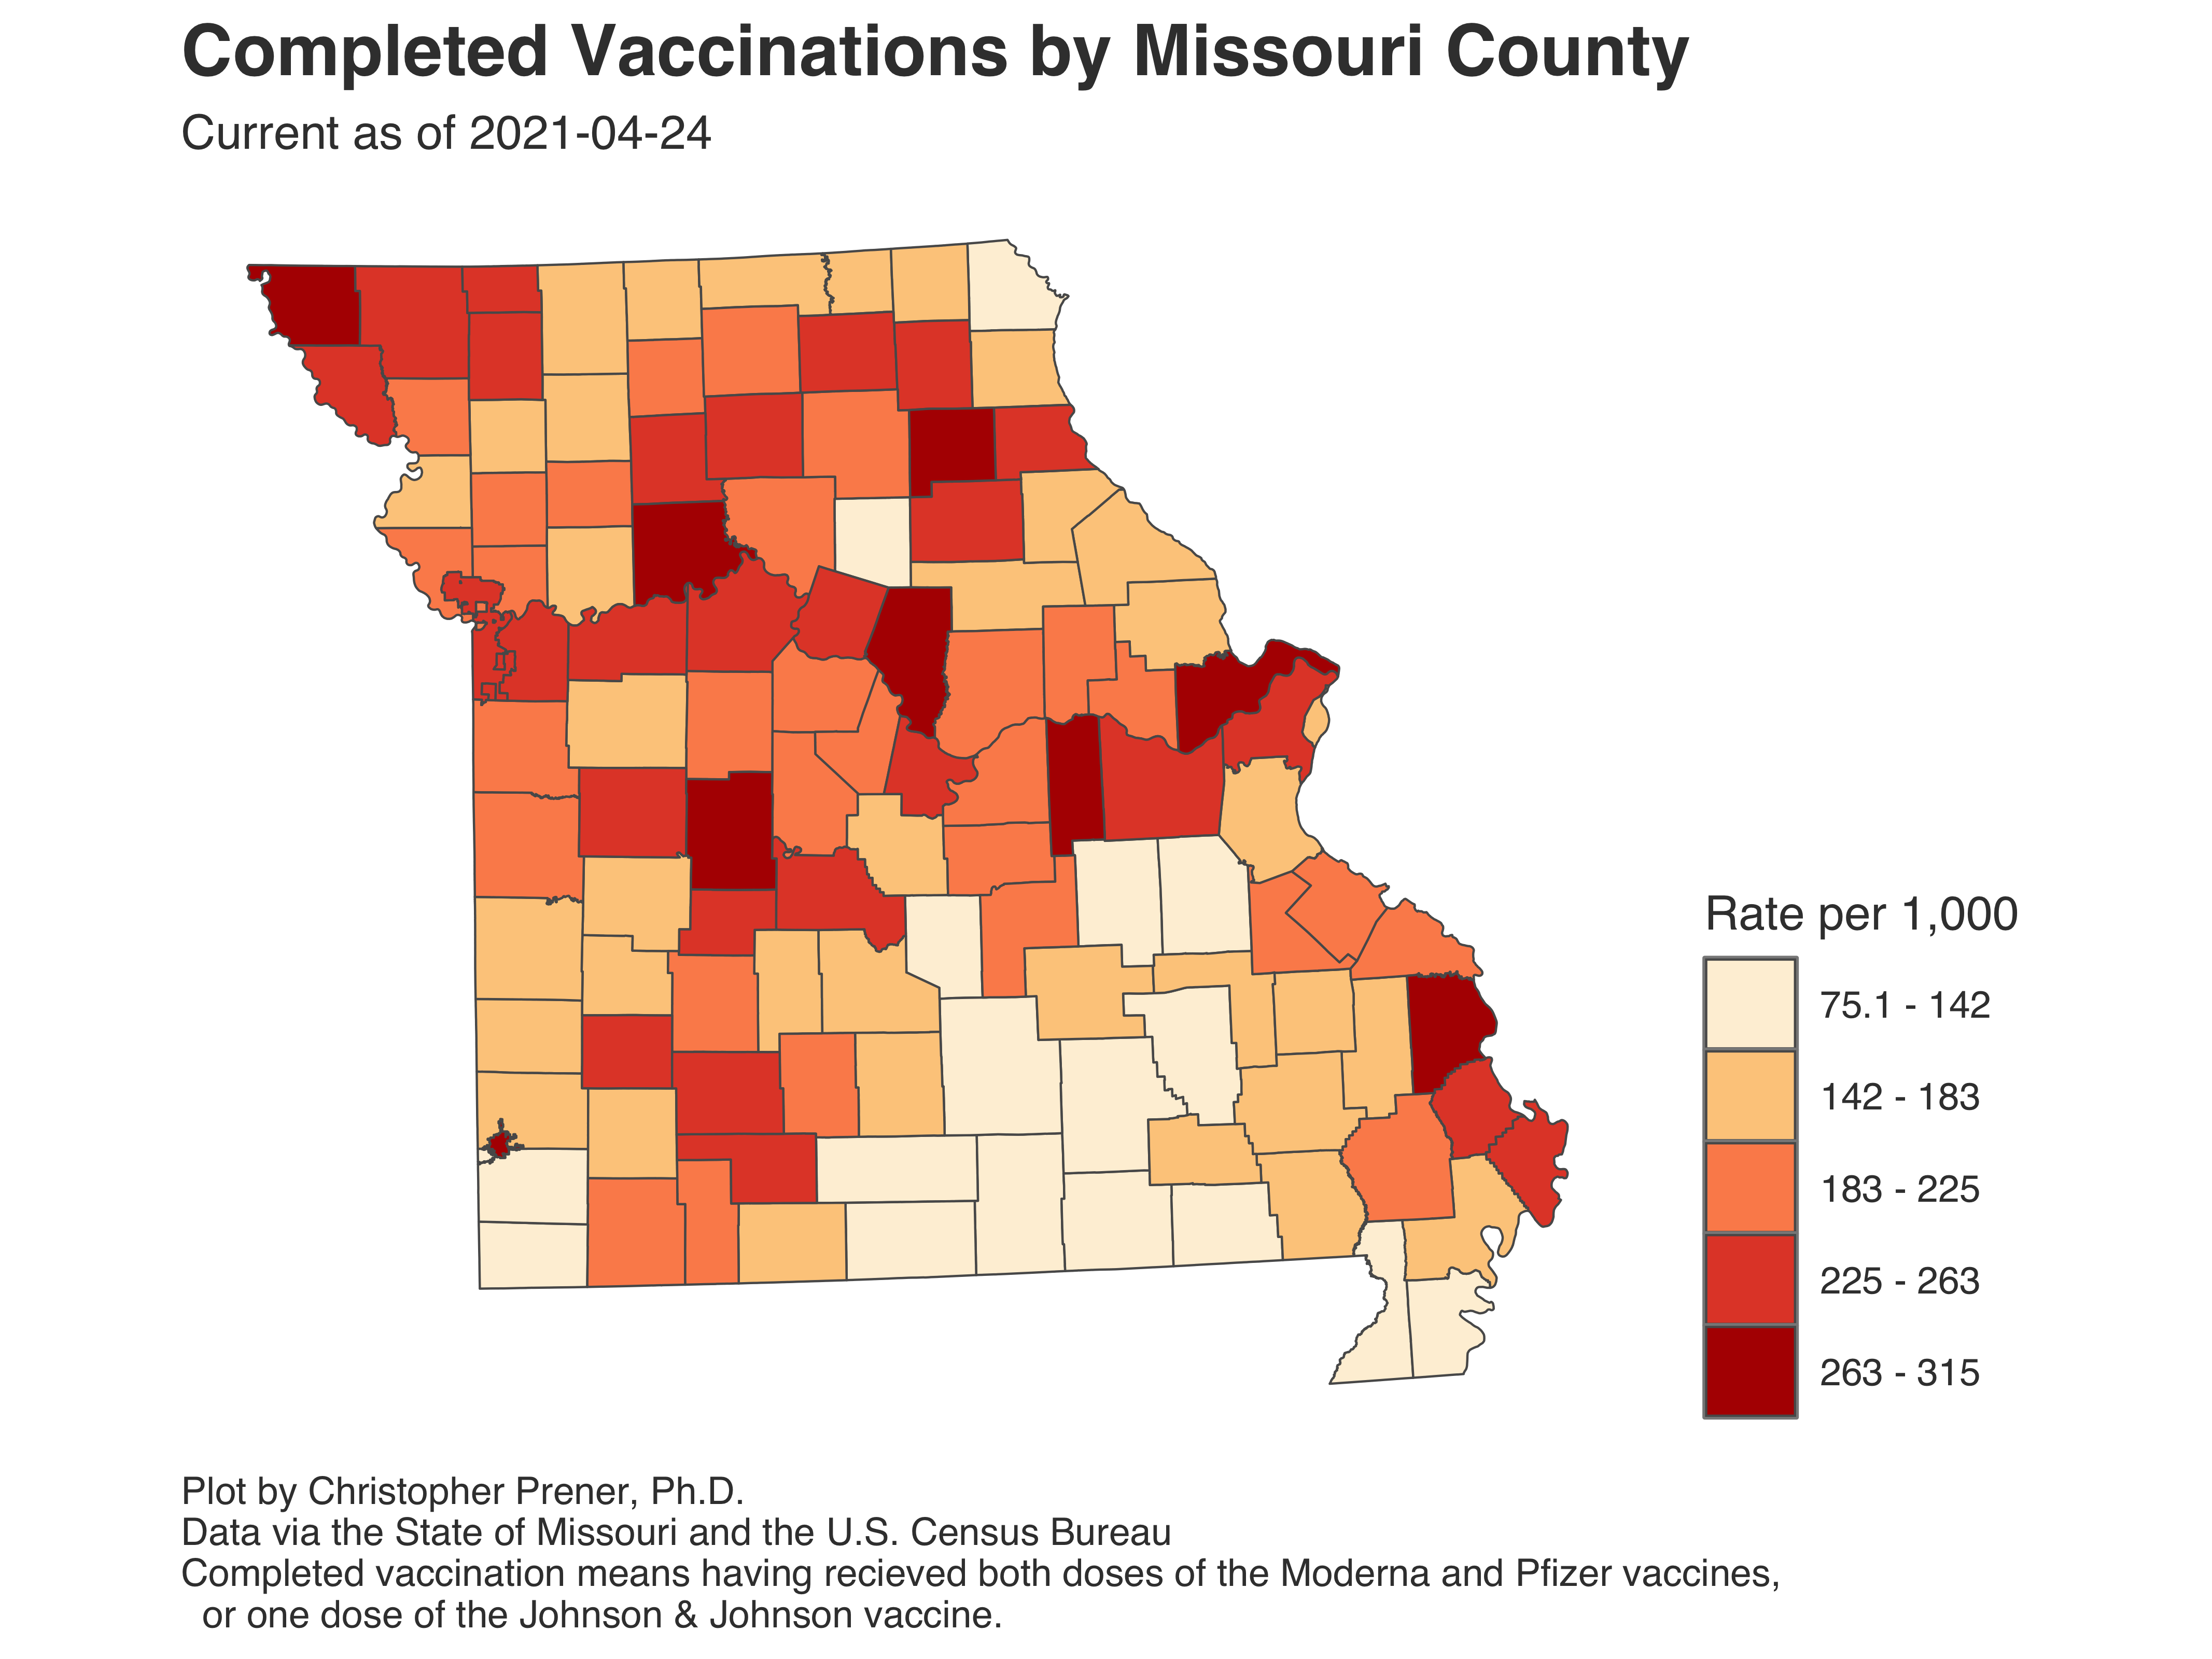 Completed Vaccinations by Missouri County
Current as of 2021-04-24
Rate per 1,000
75.1 - 142
142 - 183
183 - 225
225 - 263
263 - 315
Plot by Christopher Prener, Ph.D.
Data via the State of Missouri and the U.S. Census Bureau
Completed vaccination means having recieved both doses of the Moderna and Pfizer vaccines,
or one dose of the Johnson & Johnson vaccine.